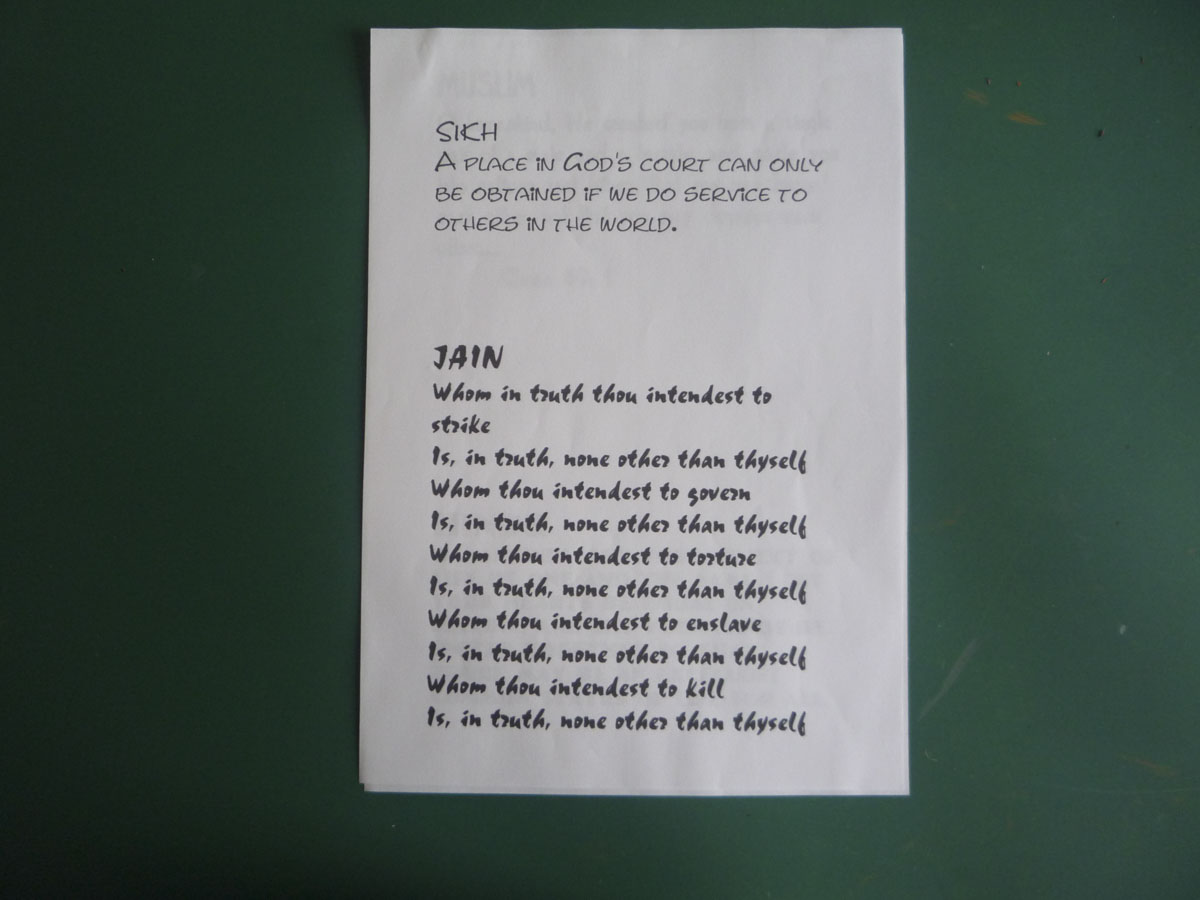 SIKH
A PLACE IN GOD'S COURT CAN ONLY
BE OBTAINED IF WE DO SERVICE TO
OTHERS IN THE WORLD.
JAIN
Whom in truth thou intendest to
strike
Is, in truth, none other than thyself
Whom thou intendest to govern
Is, in truth, none other than thyself
Whom thou intendest to torture
Is, in truth, none other than thyself
Whom thou intendest to enslave
Is, in truth, none other than thyself
Whom thou intendest to kill
Is, in truth, none other than thyself